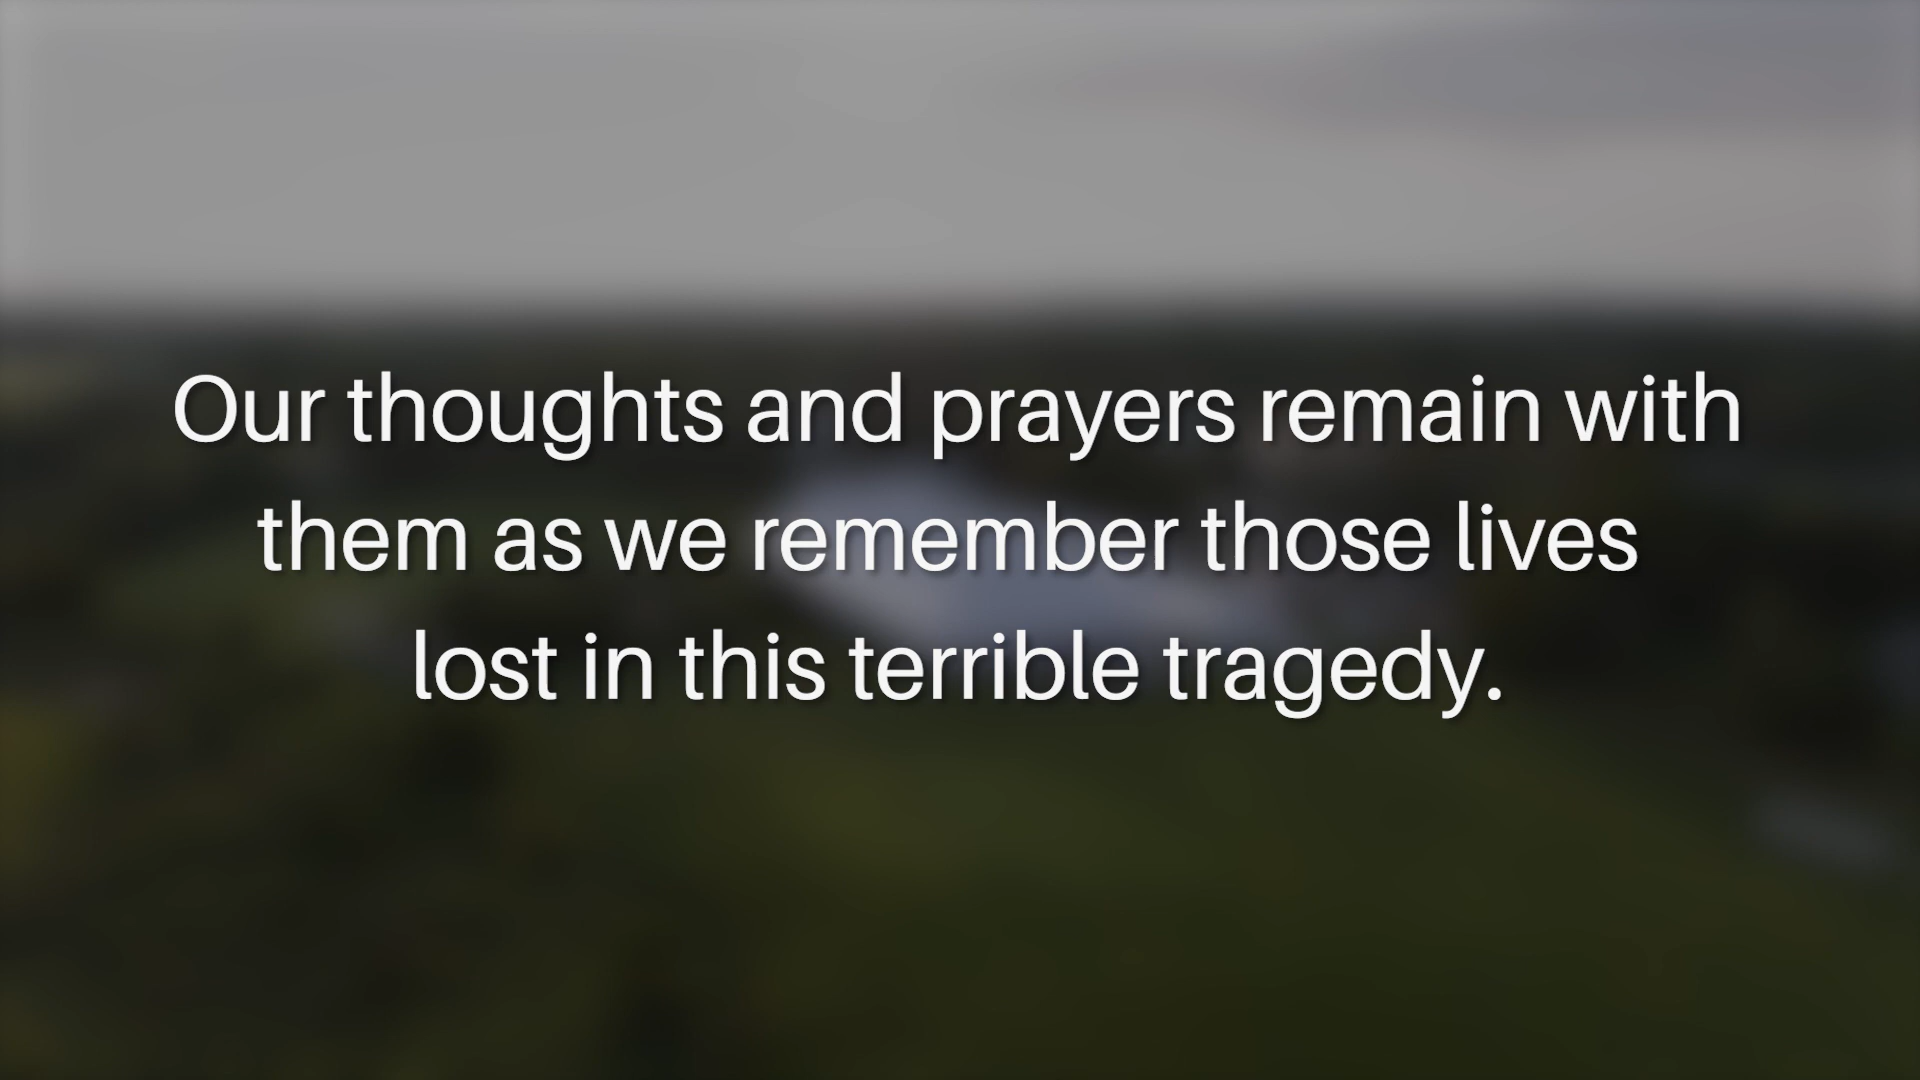 Our thoughts and prayers remain with
them as we remember those lives
lost in this terrible tragedy.